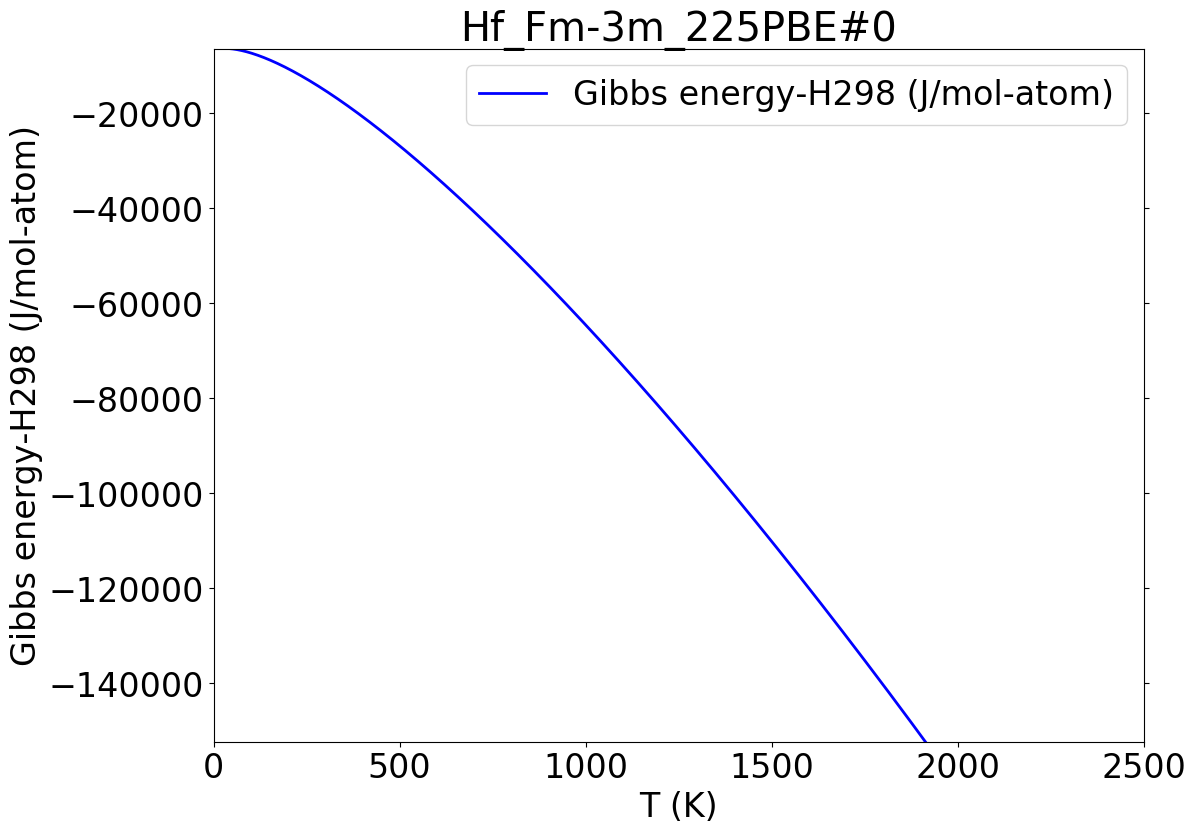 Hf_Fm-3m_225PBE#0
Gibbs energy-H298 (J/mol-atom)
Gibbs energy-H298 (J/mol-atom)
−20000
−40000
−60000
−80000
−100000
−120000
−140000
0 500 1000 1500 2000 2500
T (K)